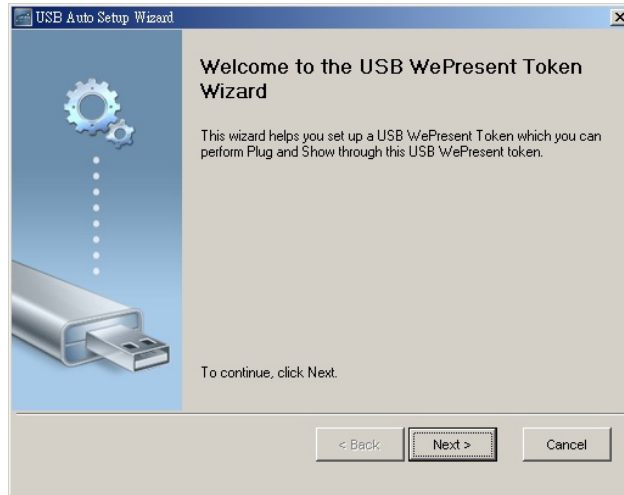 USB Auto Setup Wizard
Welcome to the USB WePresent Token
Wizard
This wizard helps you set up a USB WePresent Token which you can
perform Plug and Show through this USB WePresent token.
To continue, click Next.
< Back Next > Cancel